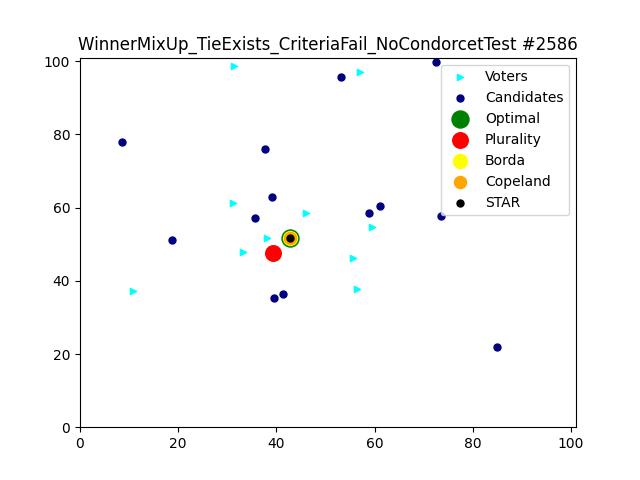 WinnerMixUp_TieExists_CriteriaFail_NoCondorcetTest #2586
100
80
60
40
20
0
0 20 40 60 80 100
Voters
Candidates
Optimal
Plurality
Borda
Copeland
STAR